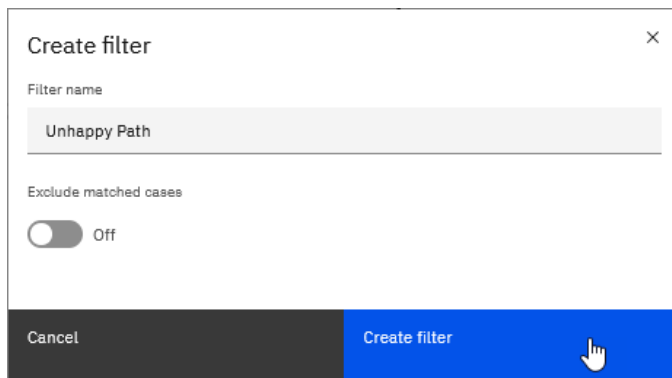 Create filter
Filter name
Unhappy Path
Exclude matched cases
Off
Cancel
Create filter